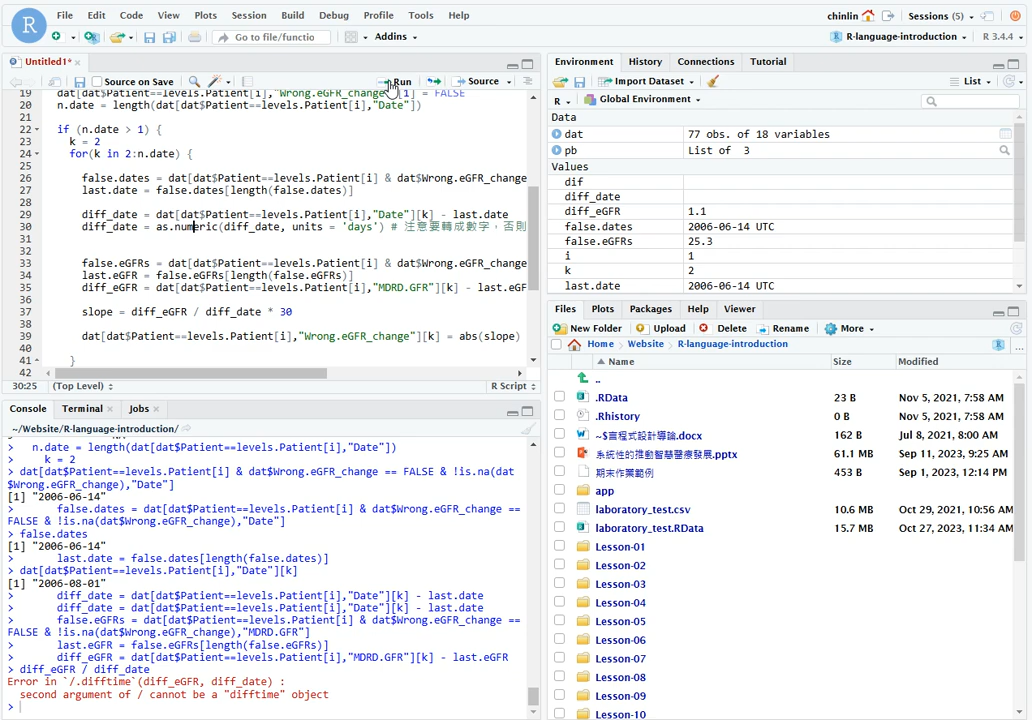 File Edit Code View Plots Session Build Debug Profile Tools Help chinlin Sessions (5)
Go to file/functio Addins R-language-introduction R 3.4.4
Untitled1* × Environment History Connections Tutorial
Source on Save Run Source Import Dataset List
R Global Environment
19 dat[dat$Patient==levels.Patient[i],"Wrong.eGFR_change"][1] = FALSE
20 n.date = length(dat[dat$Patient==levels.Patient[i],"Date"])
21
22 if (n.date > 1) {
23 k = 2
24 for(k in 2:n.date) {
25
26 false.dates = dat[dat$Patient==levels.Patient[i] & dat$Wrong.eGFR_change
27 last.date = false.dates[length(false.dates)]
28
29 diff_date = dat[dat$Patient==levels.Patient[i],"Date"][k] - last.date
30 diff_date = as.numeric(diff_date, units = 'days') # 注意要轉成數字，否則
31
32
33 false.eGFRs = dat[dat$Patient==levels.Patient[i] & dat$Wrong.eGFR_change
34 last.eGFR = false.eGFRs[length(false.eGFRs)]
35 diff_eGFR = dat[dat$Patient==levels.Patient[i],"MDRD.GFR"][k] - last.eGF
36
37 slope = diff_eGFR / diff_date * 30
38
39 dat[dat$Patient==levels.Patient[i],"Wrong.eGFR_change"][k] = abs(slope)
40
41 }
42
30:25 (Top Level) R Script
Data
dat 77 obs. of 18 variables
pb List of 3
Values
dif
diff_date
diff_eGFR 1.1
false.dates 2006-06-14 UTC
false.eGFRs 25.3
i 1
k 2
last.date 2006-06-14 UTC
Console Terminal × Jobs ×
~/Website/R-language-introduction/
> n.date = length(dat[dat$Patient==levels.Patient[i],"Date"])
> k = 2
> dat[dat$Patient==levels.Patient[i] & dat$Wrong.eGFR_change == FALSE & !is.na(dat
$Wrong.eGFR_change),"Date"]
[1] "2006-06-14"
> false.dates = dat[dat$Patient==levels.Patient[i] & dat$Wrong.eGFR_change ==
FALSE & !is.na(dat$Wrong.eGFR_change),"Date"]
> false.dates
[1] "2006-06-14"
> last.date = false.dates[length(false.dates)]
> dat[dat$Patient==levels.Patient[i],"Date"][k]
[1] "2006-08-01"
> diff_date = dat[dat$Patient==levels.Patient[i],"Date"][k] - last.date
> diff_date = dat[dat$Patient==levels.Patient[i],"Date"][k] - last.date
> false.eGFRs = dat[dat$Patient==levels.Patient[i] & dat$Wrong.eGFR_change ==
FALSE & !is.na(dat$Wrong.eGFR_change),"MDRD.GFR"]
> last.eGFR = false.eGFRs[length(false.eGFRs)]
> diff_eGFR = dat[dat$Patient==levels.Patient[i],"MDRD.GFR"][k] - last.eGFR
> diff_eGFR / diff_date
Error in `/.difftime`(diff_eGFR, diff_date) :
second argument of / cannot be a "difftime" object
>
Files Plots Packages Help Viewer
New Folder Upload Delete Rename More
Home Website R-language-introduction
Name Size Modified
..
.RData 23 B Nov 5, 2021, 7:58 AM
.Rhistory 0 B Nov 5, 2021, 7:58 AM
~$言程式設計導論.docx 162 B Jul 8, 2021, 8:00 AM
系統性的推動智慧醫療發展.pptx 61.1 MB Sep 11, 2023, 9:25 AM
期末作業範例 453 B Sep 1, 2023, 12:14 PM
app
laboratory_test.csv 10.6 MB Oct 29, 2021, 10:56 AM
laboratory_test.RData 15.7 MB Oct 27, 2023, 11:34 AM
Lesson-01
Lesson-02
Lesson-03
Lesson-04
Lesson-05
Lesson-06
Lesson-07
Lesson-08
Lesson-09
Lesson-10